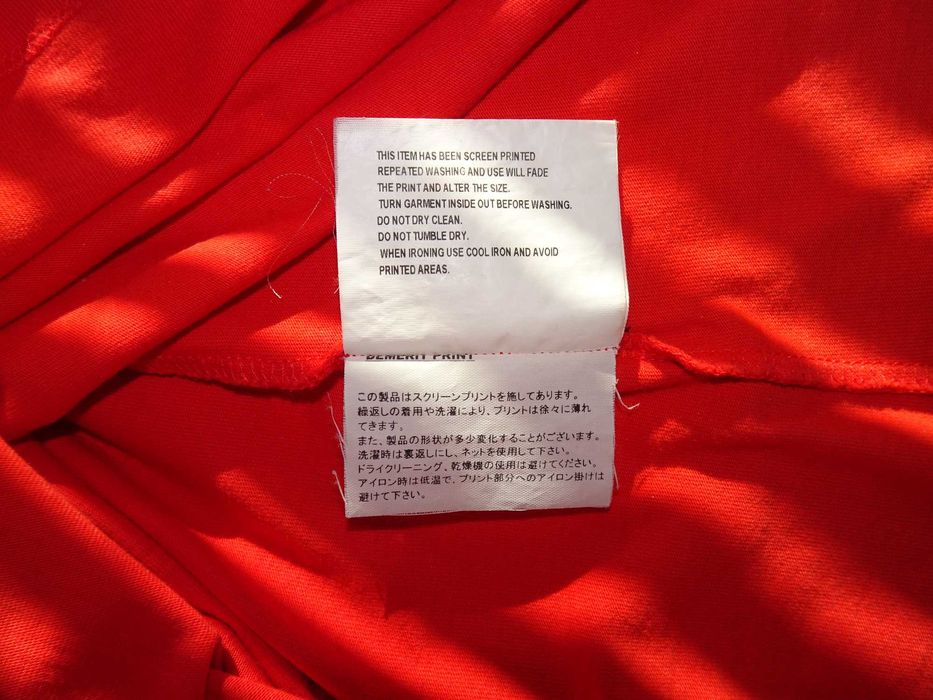 THIS ITEM HAS BEEN SCREEN PRINTED
REPEATED WASHING AND USE WILL FADE
THE PRINT AND ALTER THE SIZE.
TURN GARMENT INSIDE OUT BEFORE WASHING.
DO NOT DRY CLEAN.
DO NOT TUMBLE DRY.
WHEN IRONING USE COOL IRON AND AVOID
PRINTED AREAS.
DEMERIT PRINT
この製品はスクリーンプリントを施してあります。
繰返しの着用や洗濯により、プリントは徐々に薄れ
てきます。
また、製品の形状が多少変化することがございます。
洗濯時は裏返しにし、ネットを使用して下さい。
ドライクリーニング、乾燥機の使用は避けてください。
アイロン時は低温で、プリント部分へのアイロン掛けは
避けて下さい。